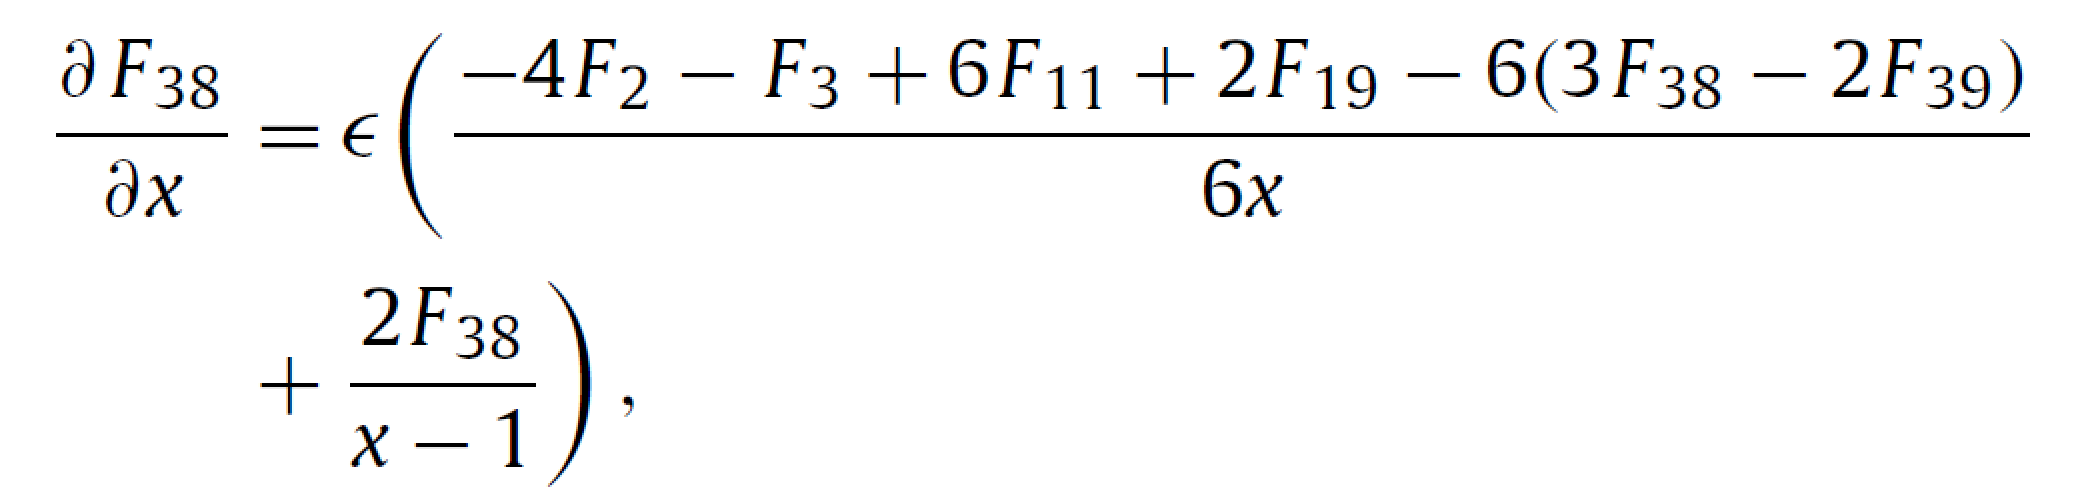 ∂F₃₈/∂x = ϵ( (−4F₂ − F₃ + 6F₁₁ + 2F₁₉ − 6(3F₃₈ − 2F₃₉))/6x
+ 2F₃₈/(x − 1) ) ,